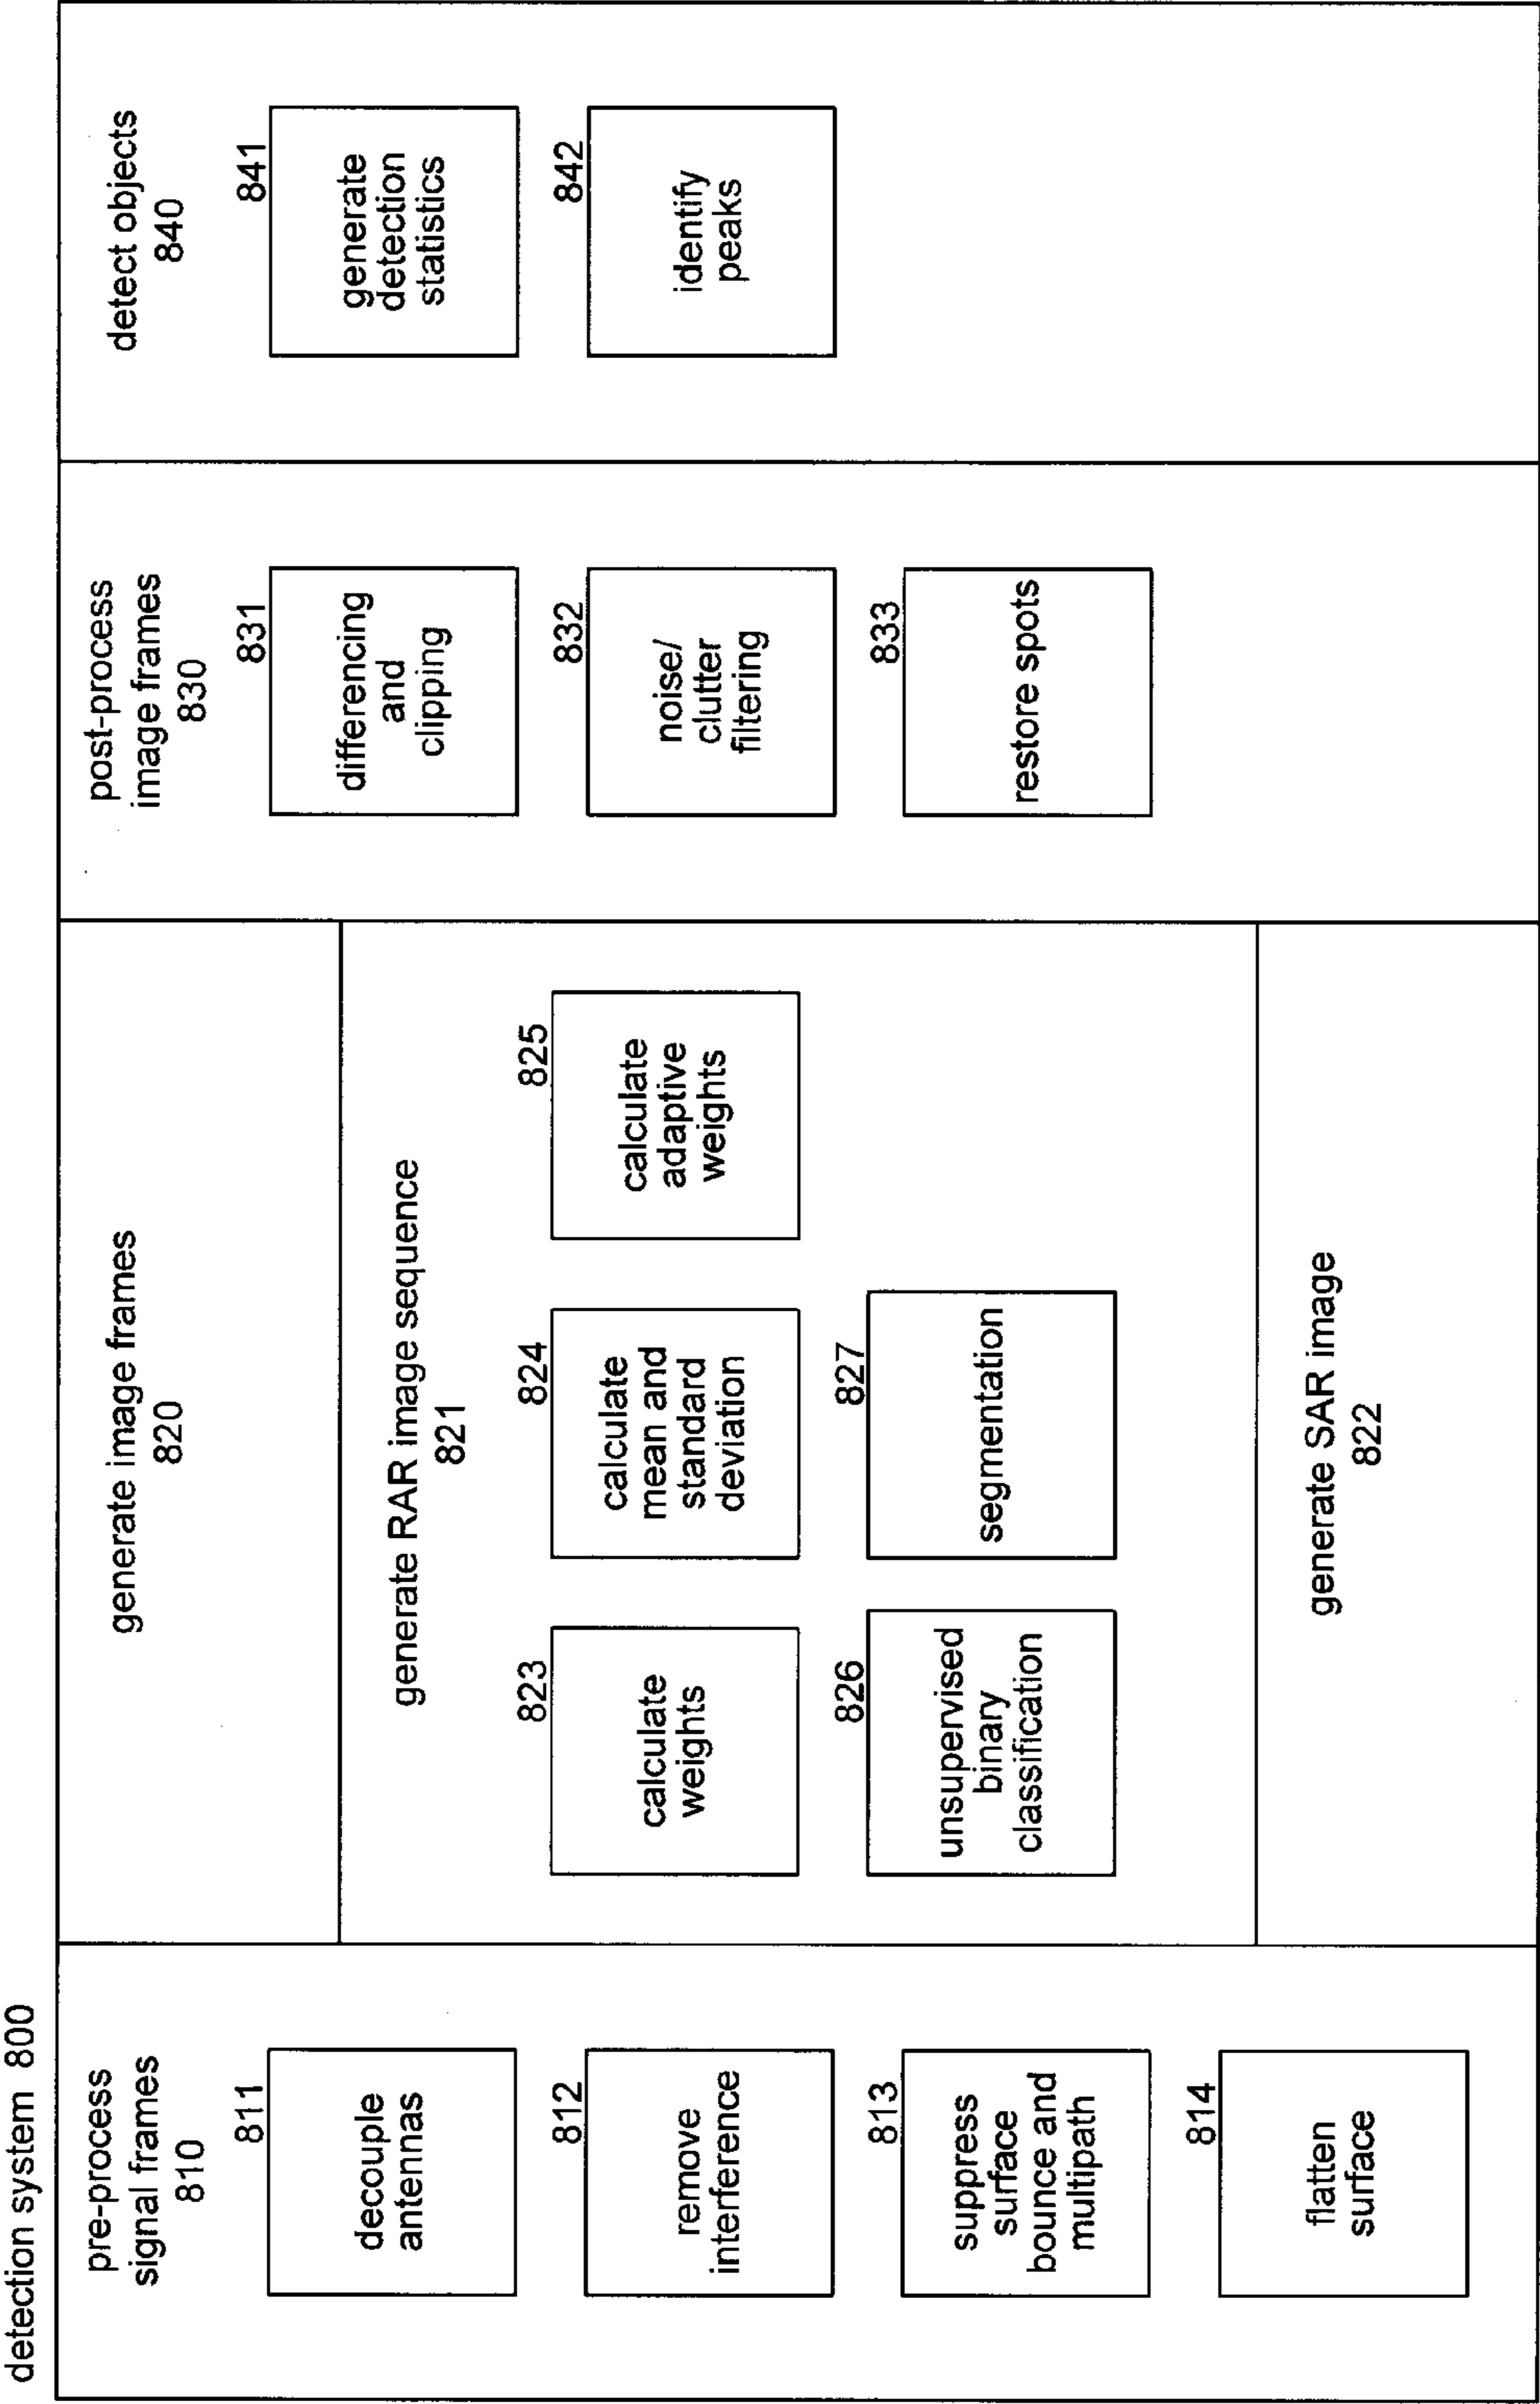 detection system 800
pre-process
signal frames
810
811
decouple
antennas
812
remove
interference
813
suppress
surface
bounce and
multipath
814
flatten
surface
generate image frames
820
generate RAR image sequence
821
823
calculate
weights
824
calculate
mean and
standard
deviation
825
calculate
adaptive
weights
826
unsupervised
binary
classification
827
segmentation
generate SAR image
822
post-process
image frames
830
831
differencing
and
clipping
832
noise/
clutter
filtering
833
restore spots
detect objects
840
841
generate
detection
statistics
842
identify
peaks